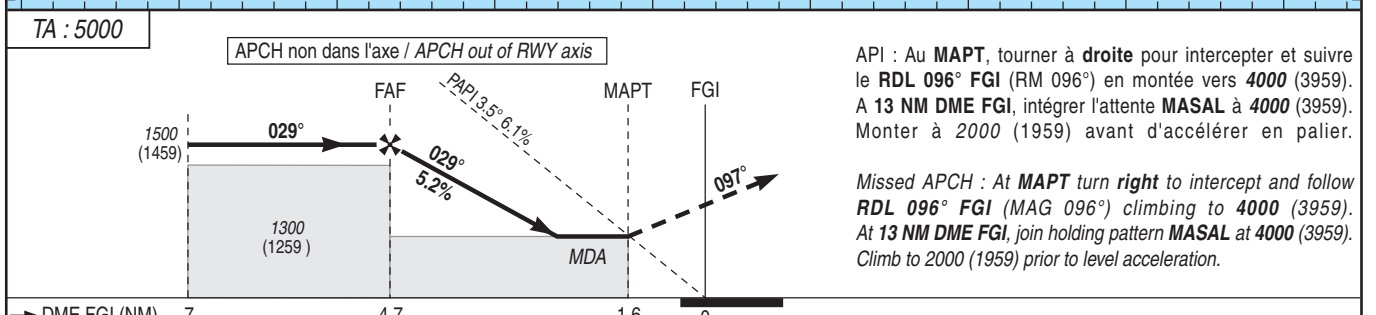 TA : 5000
APCH non dans l'axe / APCH out of RWY axis
FAF
PAPI 3.5° 6.1%
MAPT
FGI
1500
(1459)
029°
029°
5.2%
097°
1300
(1259 )
MDA
DME FGI (NM) 7 4.7 1.6 0
API : Au MAPT, tourner à droite pour intercepter et suivre
le RDL 096° FGI (RM 096°) en montée vers 4000 (3959).
A 13 NM DME FGI, intégrer l'attente MASAL à 4000 (3959).
Monter à 2000 (1959) avant d'accélérer en palier.
Missed APCH : At MAPT turn right to intercept and follow
RDL 096° FGI (MAG 096°) climbing to 4000 (3959).
At 13 NM DME FGI, join holding pattern MASAL at 4000 (3959).
Climb to 2000 (1959) prior to level acceleration.